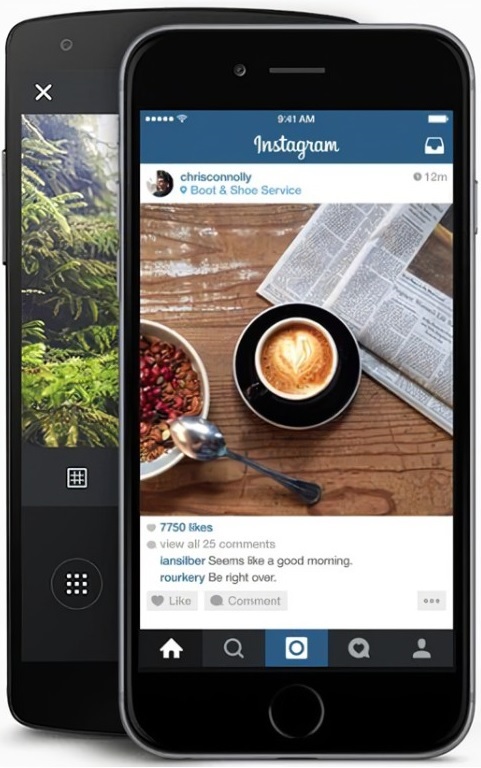 9:41 AM
Instagram
chrisconnolly
12m
Boot & Shoe Service
7750 likes
view all 25 comments
iansilber Seems like a good morning.
rourkery Be right over.
Like
Comment